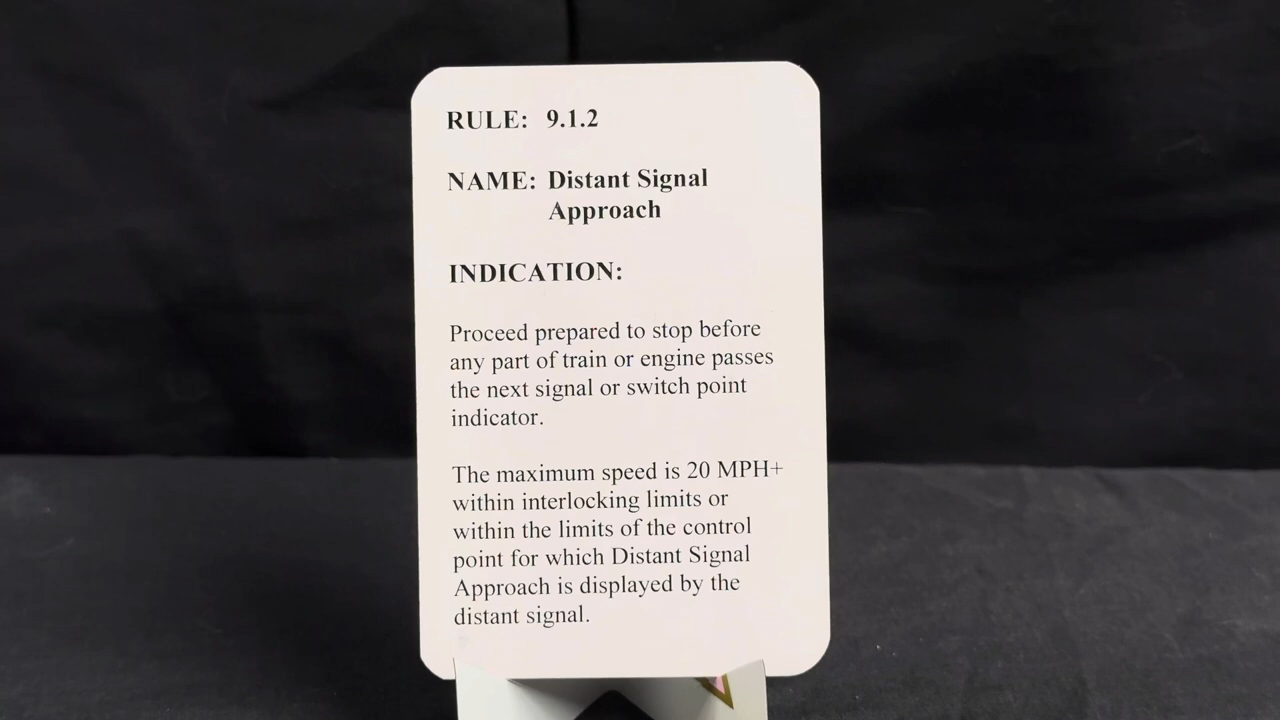 RULE: 9.1.2
NAME: Distant Signal
Approach
INDICATION:
Proceed prepared to stop before
any part of train or engine passes
the next signal or switch point
indicator.
The maximum speed is 20 MPH+
within interlocking limits or
within the limits of the control
point for which Distant Signal
Approach is displayed by the
distant signal.